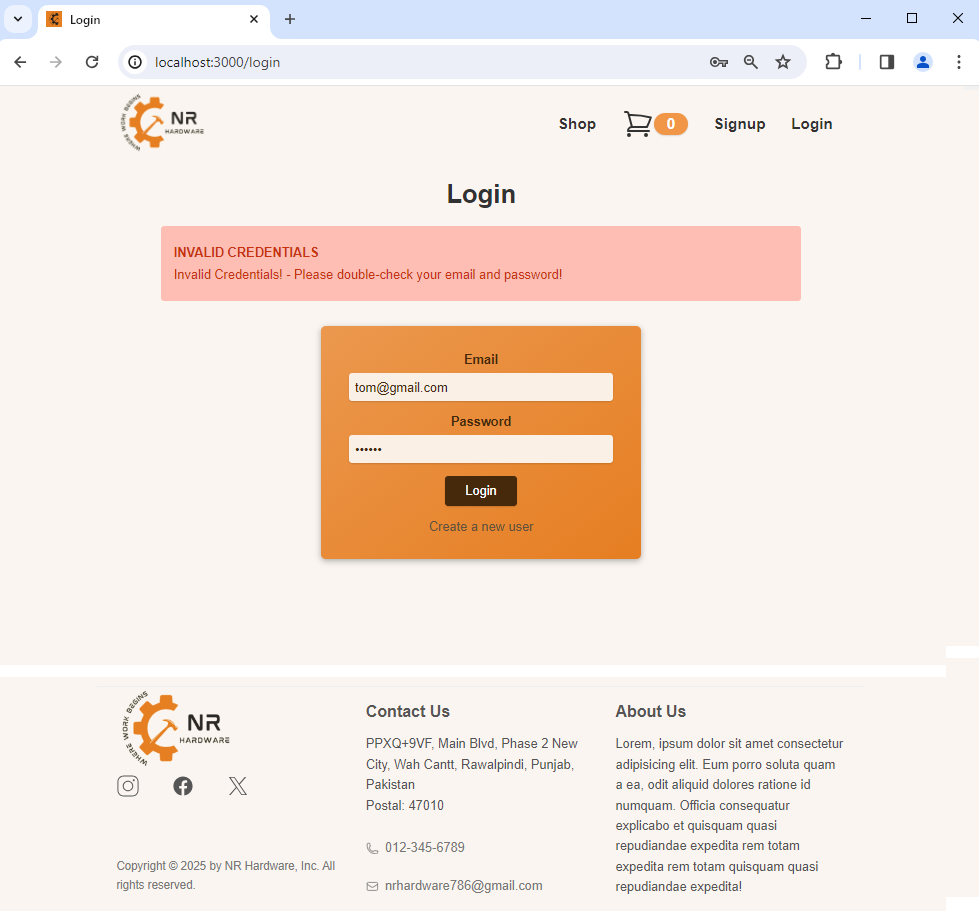 Login
localhost:3000/login
WHERE WORK BEGINS
NR
HARDWARE
Shop
0
Signup
Login
Login
INVALID CREDENTIALS
Invalid Credentials! - Please double-check your email and password!
Email
tom@gmail.com
Password
••••••
Login
Create a new user
WHERE WORK BEGINS
NR
HARDWARE
Copyright © 2025 by NR Hardware, Inc. All
rights reserved.
Contact Us
PPXQ+9VF, Main Blvd, Phase 2 New
City, Wah Cantt, Rawalpindi, Punjab,
Pakistan
Postal: 47010
012-345-6789
nrhardware786@gmail.com
About Us
Lorem, ipsum dolor sit amet consectetur
adipisicing elit. Eum porro soluta quam
a ea, odit aliquid dolores ratione id
numquam. Officia consequatur
explicabo et quisquam quasi
repudiandae expedita rem totam
expedita rem totam quisquam quasi
repudiandae expedita!